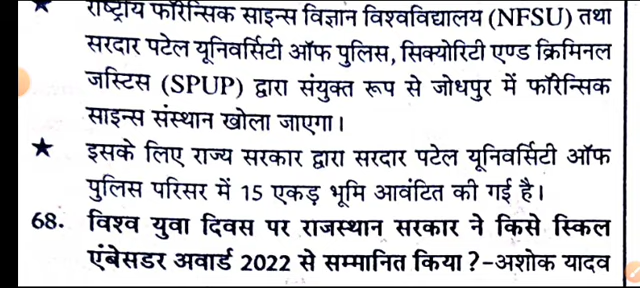 ★ राष्ट्रीय फॉरेन्सिक साइन्स विज्ञान विश्वविद्यालय (NFSU) तथा
सरदार पटेल यूनिवर्सिटी ऑफ पुलिस, सिक्योरिटी एण्ड क्रिमिनल
जस्टिस (SPUP) द्वारा संयुक्त रूप से जोधपुर में फॉरेन्सिक
साइन्स संस्थान खोला जाएगा।
★ इसके लिए राज्य सरकार द्वारा सरदार पटेल यूनिवर्सिटी ऑफ
पुलिस परिसर में 15 एकड़ भूमि आवंटित की गई है।
68. विश्व युवा दिवस पर राजस्थान सरकार ने किसे स्किल
एंबेसडर अवार्ड 2022 से सम्मानित किया ?-अशोक यादव